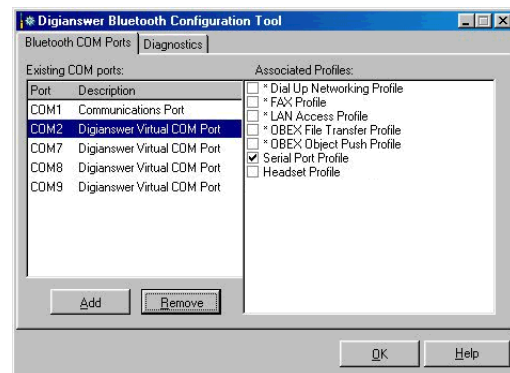 Digianswer Bluetooth Configuration Tool
Bluetooth COM Ports Diagnostics
Existing COM ports:
Port Description
COM1 Communications Port
COM2 Digianswer Virtual COM Port
COM7 Digianswer Virtual COM Port
COM8 Digianswer Virtual COM Port
COM9 Digianswer Virtual COM Port
Add Remove
Associated Profiles:
* Dial Up Networking Profile
* FAX Profile
* LAN Access Profile
* OBEX File Transfer Profile
* OBEX Object Push Profile
Serial Port Profile
Headset Profile
OK Help